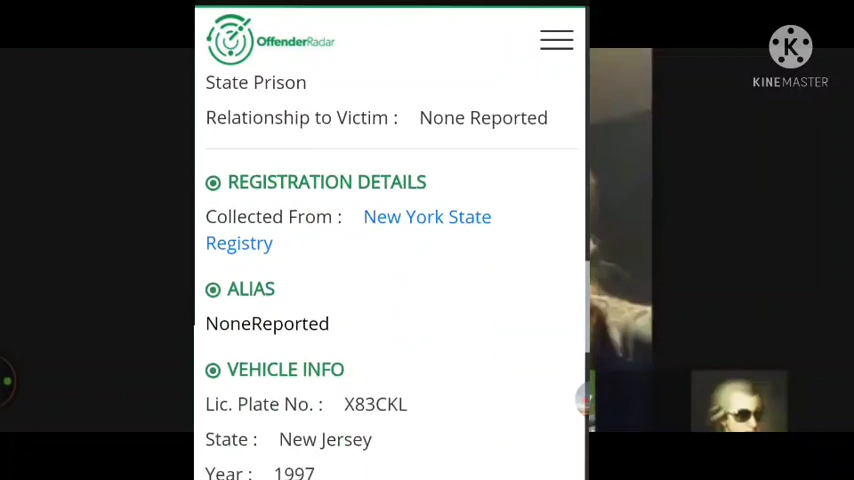 OffenderRadar
State Prison
Relationship to Victim : None Reported
REGISTRATION DETAILS
Collected From : New York State
Registry
ALIAS
NoneReported
VEHICLE INFO
Lic. Plate No. : X83CKL
State : New Jersey
Year : 1997
K
KINEMASTER